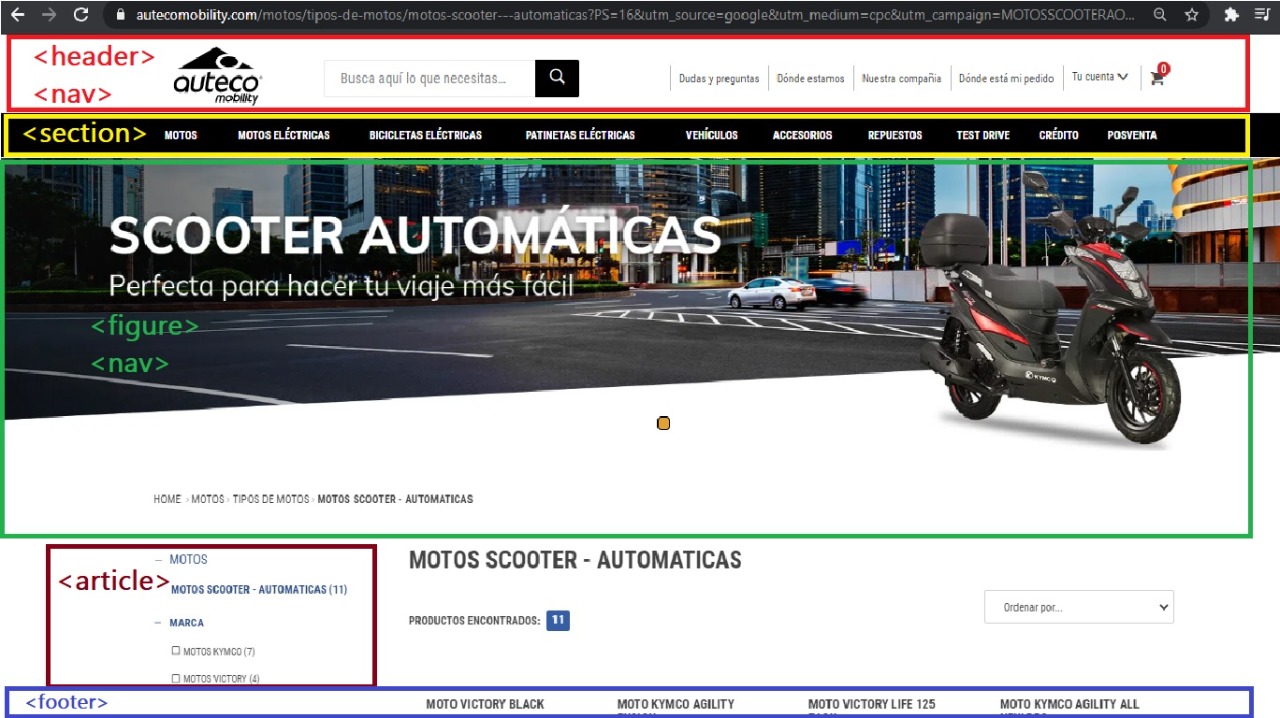 autecomobility.com/motos/tipos-de-motos/motos-scooter---automaticas?PS=16&utm_source=google&utm_medium=cpc&utm_campaign=MOTOSSCOOTERAO...
<header>
<nav>
auteco mobility
Busca aquí lo que necesitas...
Dudas y preguntas
Dónde estamos
Nuestra compañia
Dónde está mi pedido
Tu cuenta
0
<section>
MOTOS MOTOS ELÉCTRICAS BICICLETAS ELÉCTRICAS PATINETAS ELÉCTRICAS VEHÍCULOS ACCESORIOS REPUESTOS TEST DRIVE CRÉDITO POSVENTA
SCOOTER AUTOMÁTICAS
Perfecta para hacer tu viaje más fácil
<figure>
<nav>
KYMCO
HOME › MOTOS › TIPOS DE MOTOS › MOTOS SCOOTER - AUTOMATICAS
– MOTOS
<article>
MOTOS SCOOTER - AUTOMATICAS (11)
– MARCA
MOTOS KYMCO (7)
MOTOS VICTORY (4)
MOTOS SCOOTER - AUTOMATICAS
PRODUCTOS ENCONTRADOS: 11
Ordenar por...
<footer>
MOTO VICTORY BLACK
MOTO KYMCO AGILITY
MOTO VICTORY LIFE 125
MOTO KYMCO AGILITY ALL